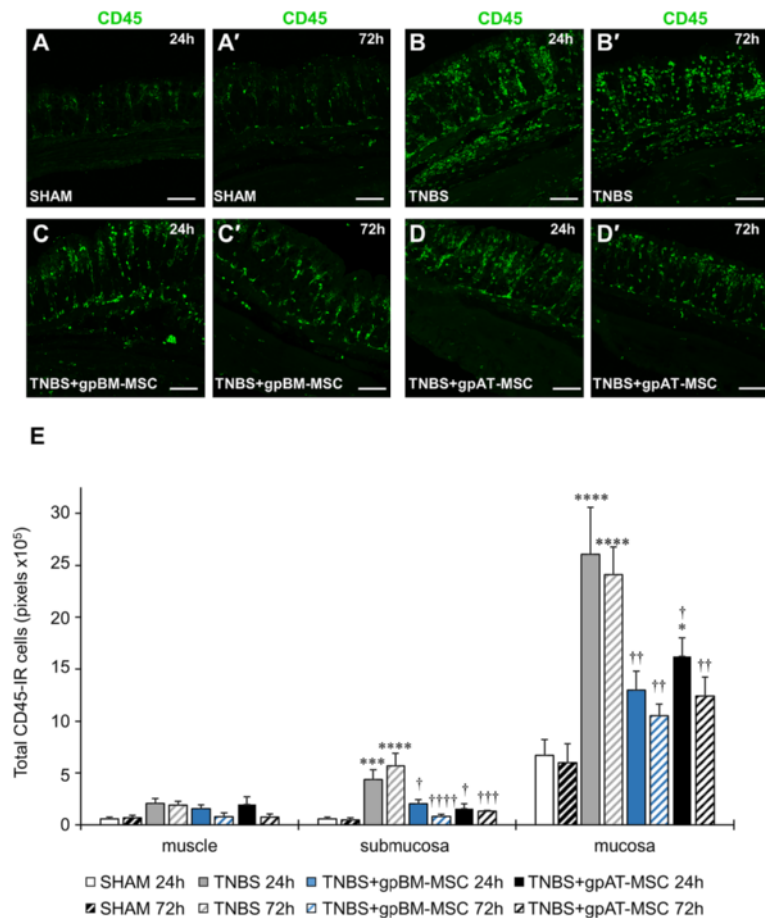 CD45 CD45 CD45 CD45
A 24h A′ 72h B 24h B′ 72h
SHAM SHAM TNBS TNBS
C 24h C′ 72h D 24h D′ 72h
TNBS+gpBM-MSC TNBS+gpBM-MSC TNBS+gpAT-MSC TNBS+gpAT-MSC
E
Total CD45-IR cells (pixels x10⁵)
30
25
20
15
10
5
0
*** **** † †††† † †††
**** **** †† †† † * ††
muscle submucosa mucosa
SHAM 24h TNBS 24h TNBS+gpBM-MSC 24h TNBS+gpAT-MSC 24h
SHAM 72h TNBS 72h TNBS+gpBM-MSC 72h TNBS+gpAT-MSC 72h